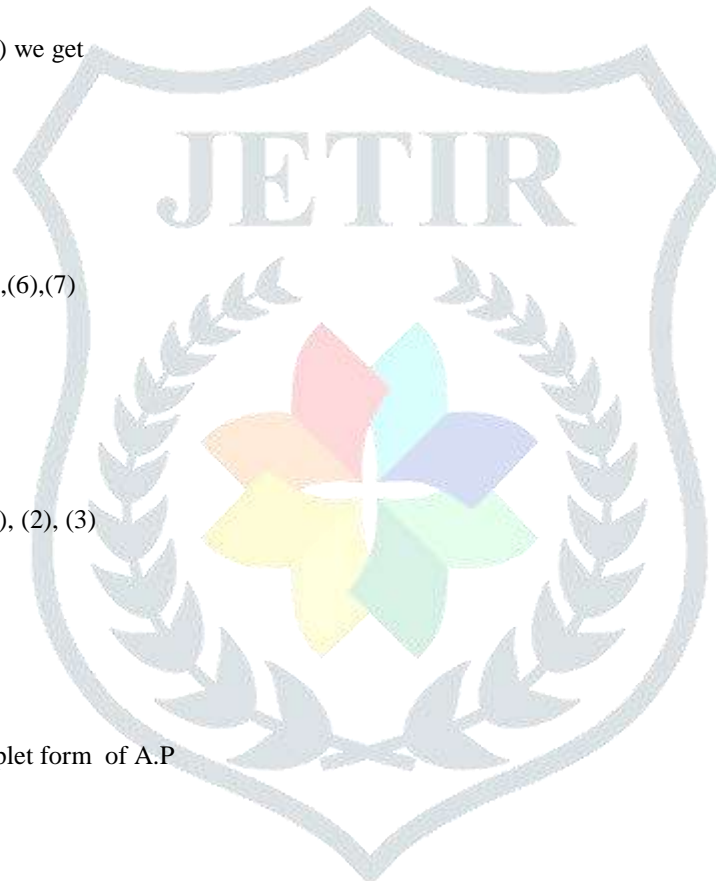 ) we get
JETIR
,(6),(7)
), (2), (3)
plet form of A.P